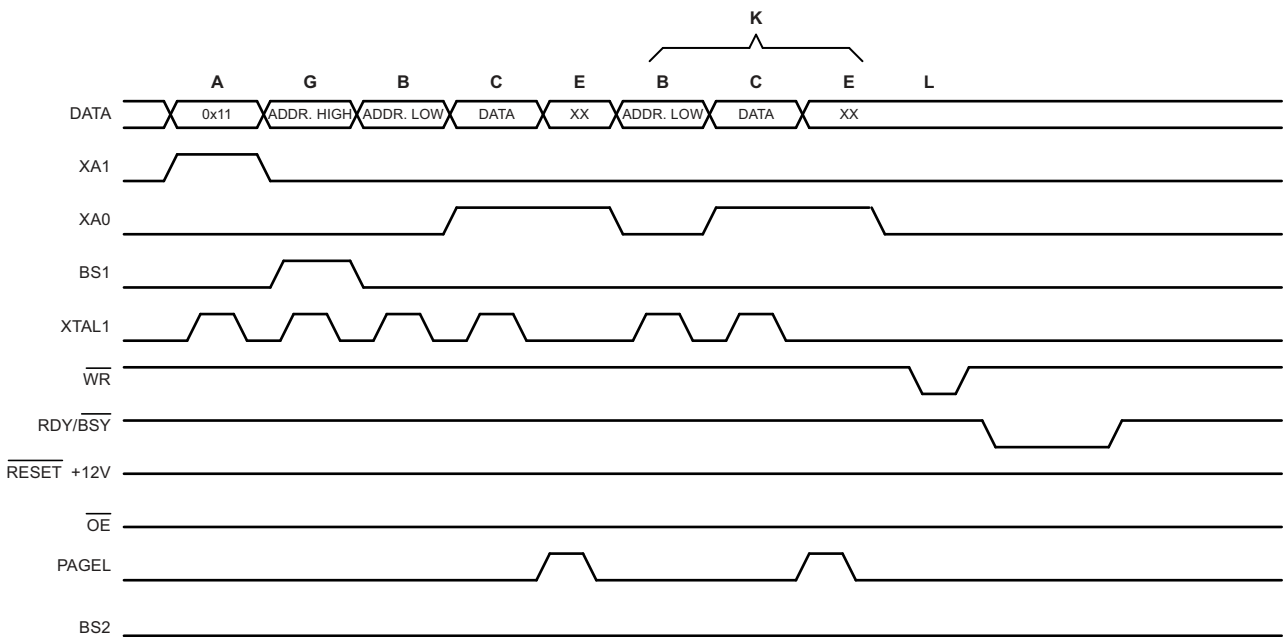 K
A G B C E B C E L
DATA 0x11 ADDR. HIGH ADDR. LOW DATA XX ADDR. LOW DATA XX
XA1
XA0
BS1
XTAL1
WR
RDY/BSY
RESET +12V
OE
PAGEL
BS2